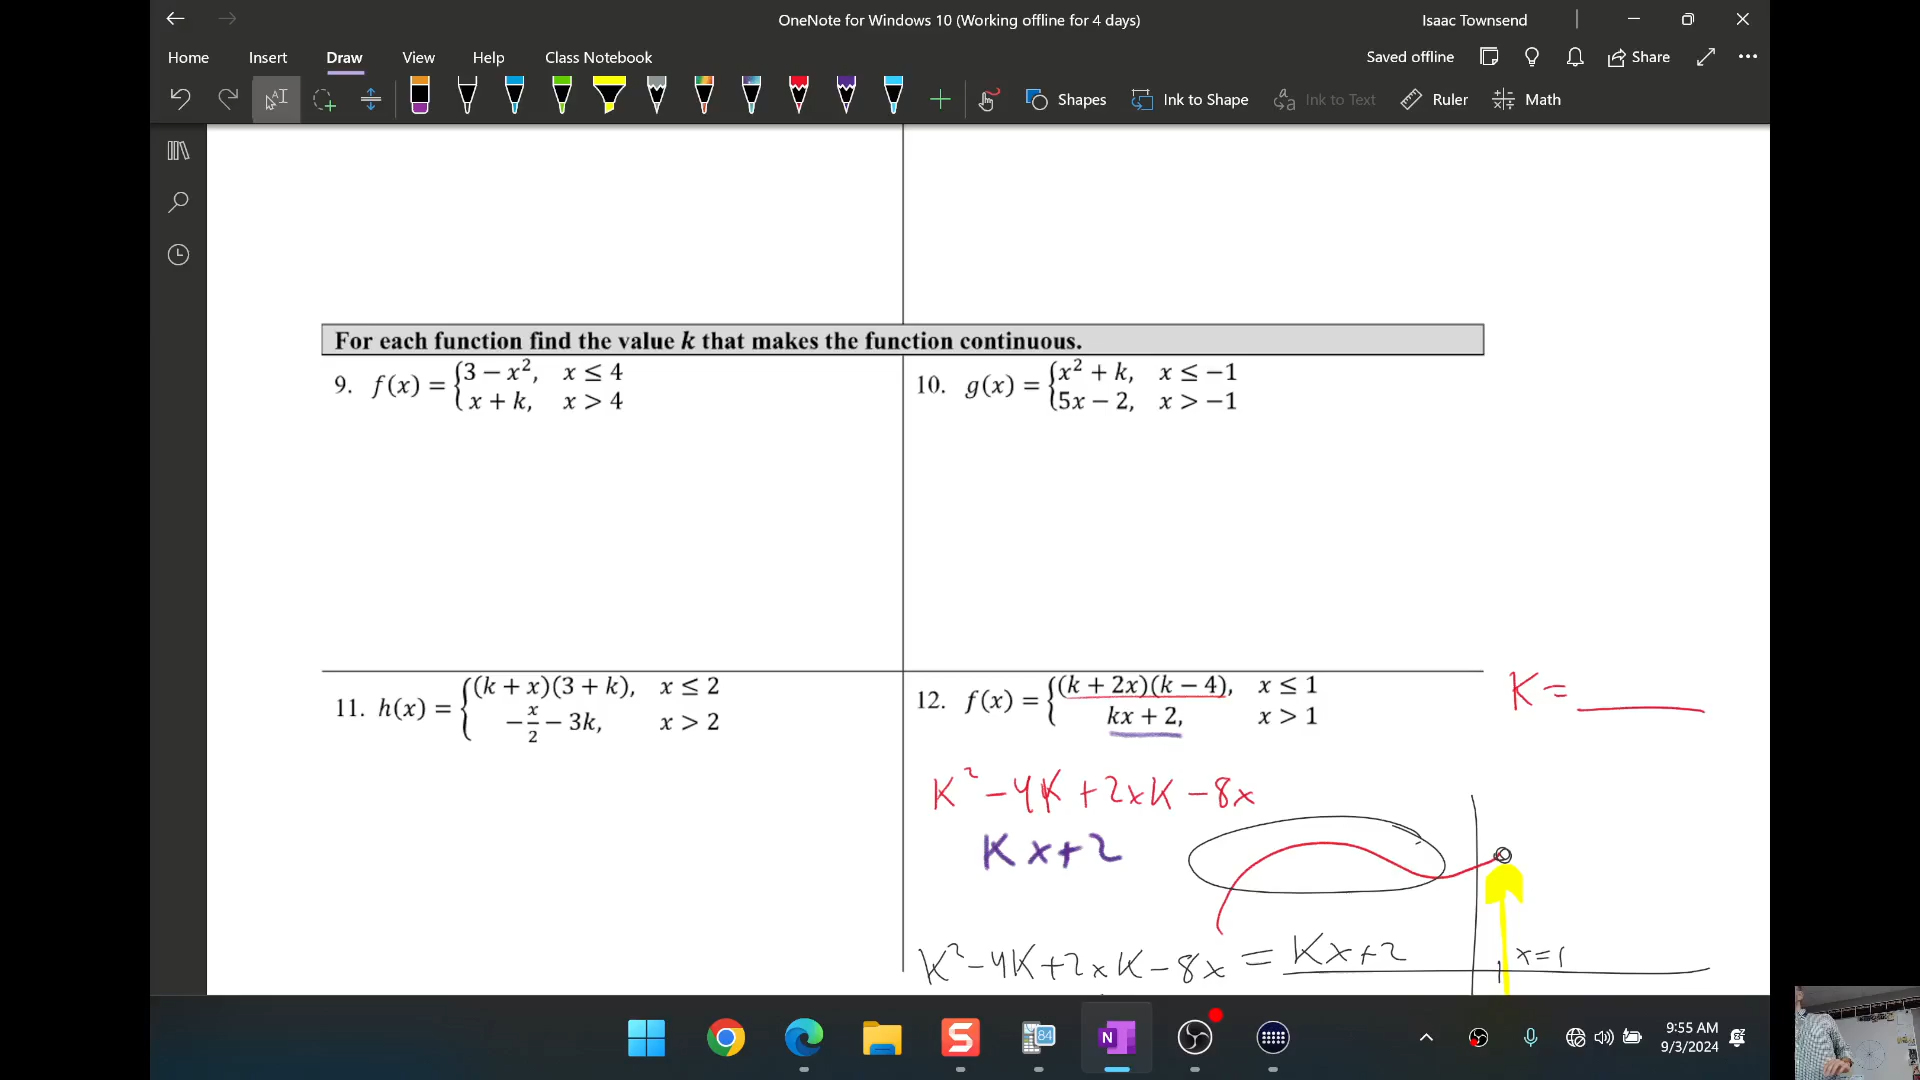 OneNote for Windows 10 (Working offline for 4 days)
Isaac Townsend
Home Insert Draw View Help Class Notebook
Saved offline Share
Shapes Ink to Shape Ink to Text Ruler Math
For each function find the value k that makes the function continuous.
9. f(x) = {3 − x², x ≤ 4
x + k, x > 4
10. g(x) = {x² + k, x ≤ −1
5x − 2, x > −1
11. h(x) = {(k + x)(3 + k), x ≤ 2
−x/2 − 3k, x > 2
12. f(x) = {(k + 2x)(k − 4), x ≤ 1
kx + 2, x > 1
K =
K² − 4K + 2xK − 8x
Kx + 2
K² − 4K + 2xK − 8x = Kx + 2
x = 1
84
9:55 AM
9/3/2024